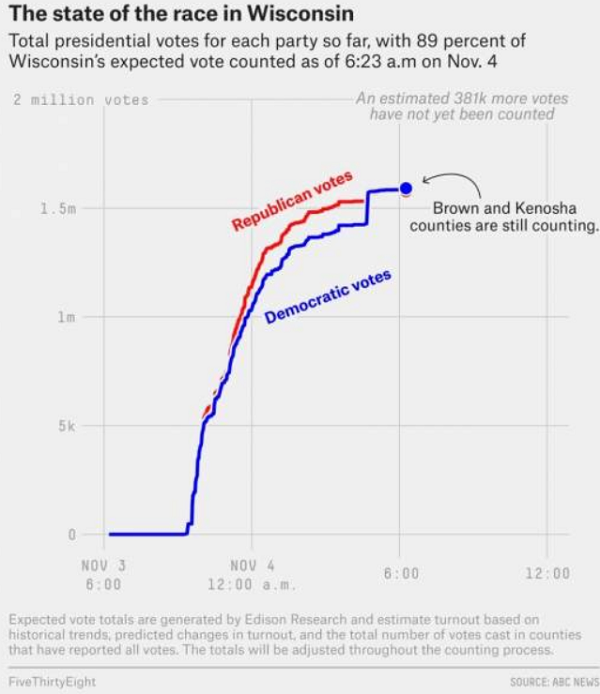 The state of the race in Wisconsin
Total presidential votes for each party so far, with 89 percent of
Wisconsin's expected vote counted as of 6:23 a.m on Nov. 4
2 million votes
An estimated 381k more votes
have not yet been counted
Republican votes
1.5m
Brown and Kenosha
counties are still counting.
Democratic votes
1m
5k
0
NOV 3
6:00
NOV 4
12:00 a.m.
6:00
12:00
Expected vote totals are generated by Edison Research and estimate turnout based on
historical trends, predicted changes in turnout, and the total number of votes cast in counties
that have reported all votes. The totals will be adjusted throughout the counting process.
FiveThirtyEight
SOURCE: ABC NEWS